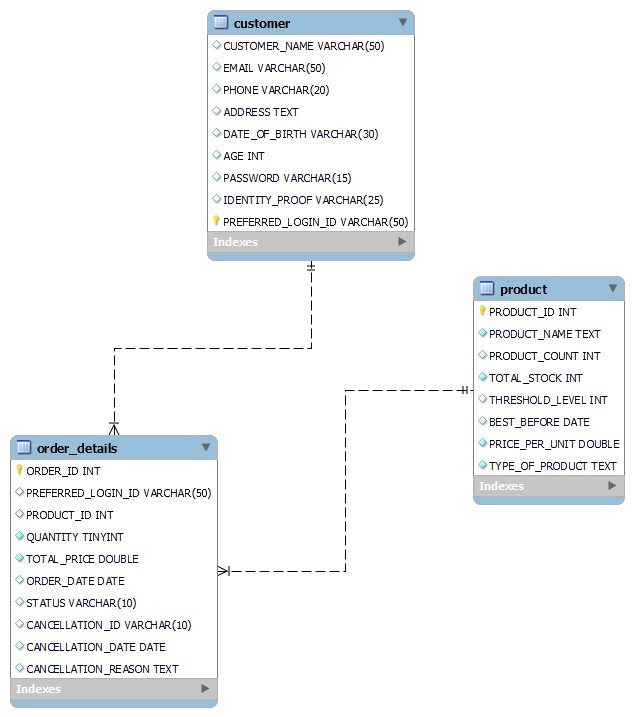 customer
CUSTOMER_NAME VARCHAR(50)
EMAIL VARCHAR(50)
PHONE VARCHAR(20)
ADDRESS TEXT
DATE_OF_BIRTH VARCHAR(30)
AGE INT
PASSWORD VARCHAR(15)
IDENTITY_PROOF VARCHAR(25)
PREFERRED_LOGIN_ID VARCHAR(50)
Indexes
product
PRODUCT_ID INT
PRODUCT_NAME TEXT
PRODUCT_COUNT INT
TOTAL_STOCK INT
THRESHOLD_LEVEL INT
BEST_BEFORE DATE
PRICE_PER_UNIT DOUBLE
TYPE_OF_PRODUCT TEXT
Indexes
order_details
ORDER_ID INT
PREFERRED_LOGIN_ID VARCHAR(50)
PRODUCT_ID INT
QUANTITY TINYINT
TOTAL_PRICE DOUBLE
ORDER_DATE DATE
STATUS VARCHAR(10)
CANCELLATION_ID VARCHAR(10)
CANCELLATION_DATE DATE
CANCELLATION_REASON TEXT
Indexes